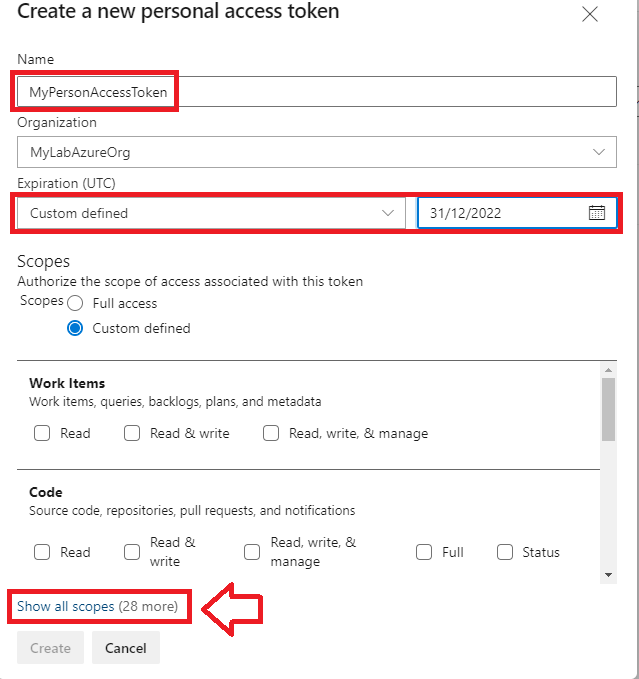 Create a new personal access token
Name
MyPersonAccessToken
Organization
MyLabAzureOrg
Expiration (UTC)
Custom defined
31/12/2022
Scopes
Authorize the scope of access associated with this token
Scopes Full access
Custom defined
Work Items
Work items, queries, backlogs, plans, and metadata
Read Read & write Read, write, & manage
Code
Source code, repositories, pull requests, and notifications
Read Read & write Read, write, & manage Full Status
Show all scopes (28 more)
Create Cancel